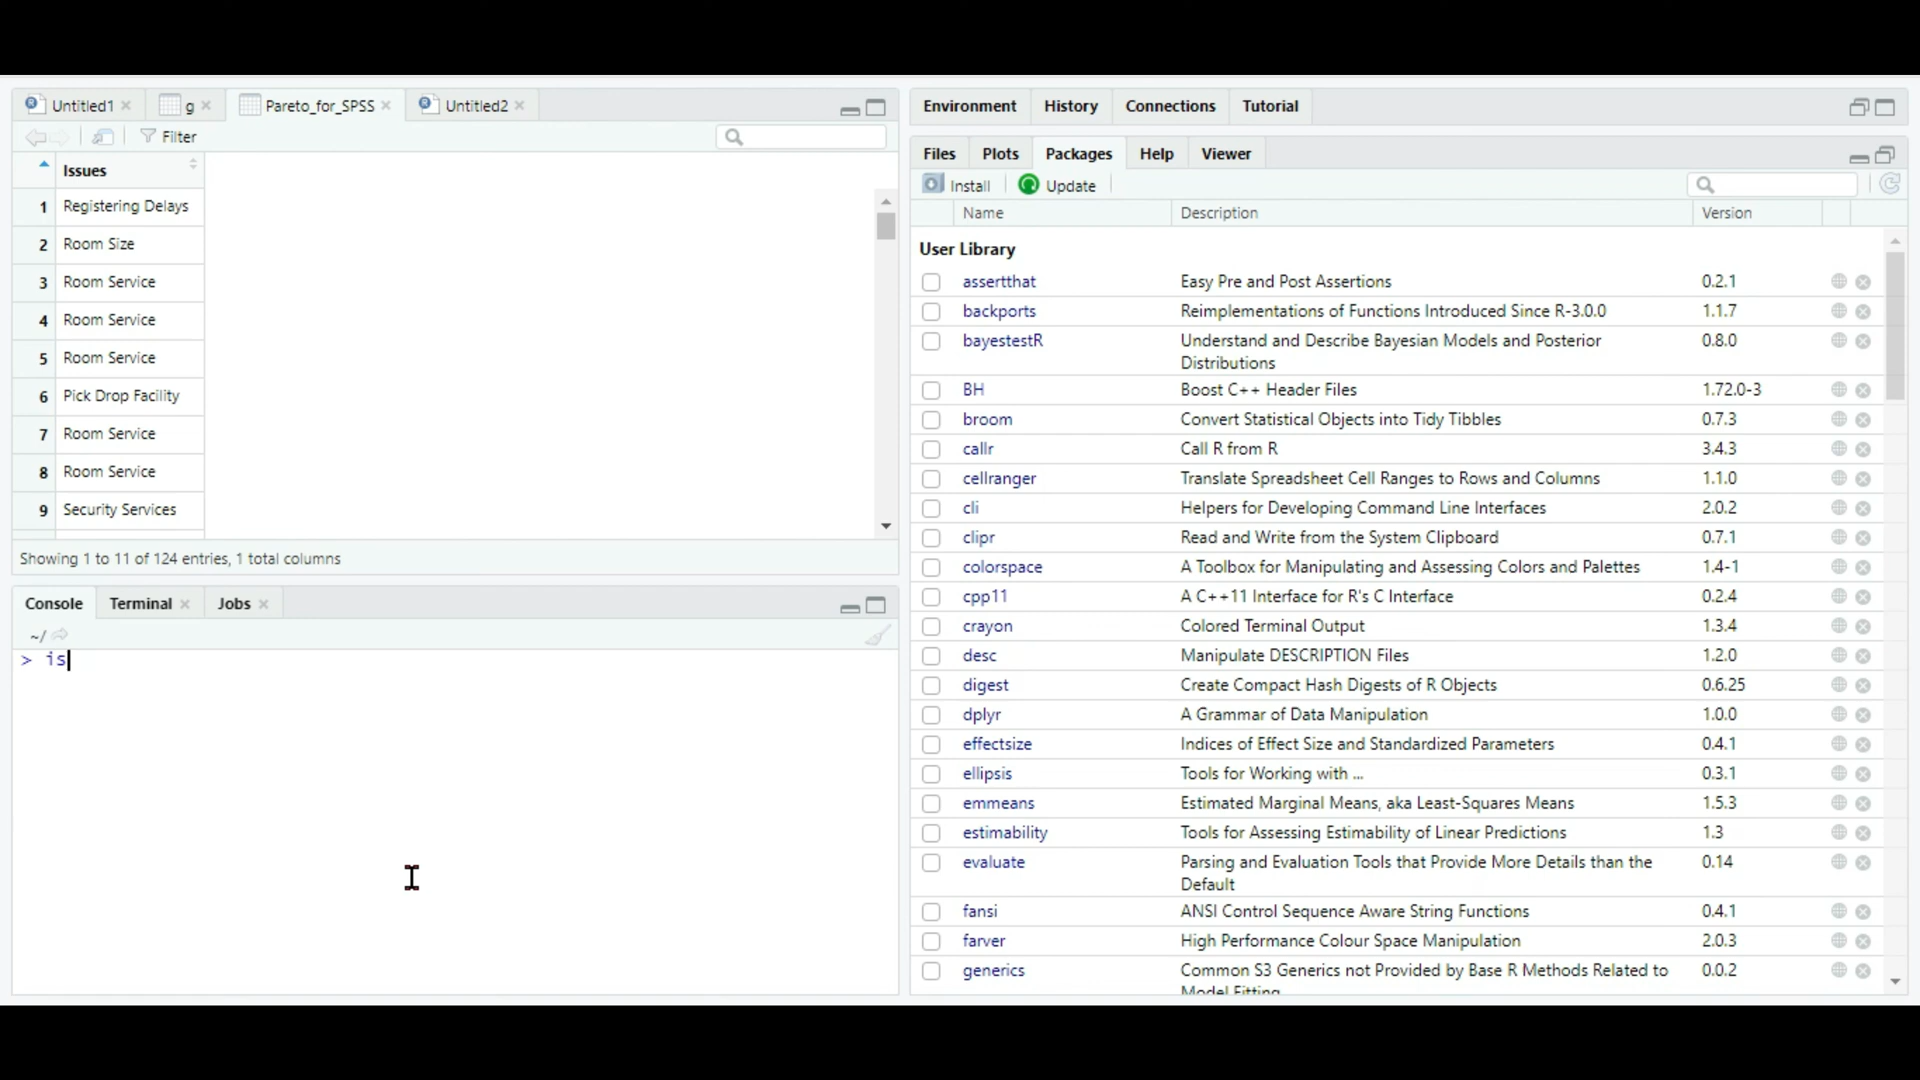 Untitled1 g Pareto_for_SPSS Untitled2
Filter
Issues
1 Registering Delays
2 Room Size
3 Room Service
4 Room Service
5 Room Service
6 Pick Drop Facility
7 Room Service
8 Room Service
9 Security Services
Showing 1 to 11 of 124 entries, 1 total columns
Console Terminal Jobs
~/
> is
Environment History Connections Tutorial
Files Plots Packages Help Viewer
Install Update
Name Description Version
User Library
assertthat Easy Pre and Post Assertions 0.2.1
backports Reimplementations of Functions Introduced Since R-3.0.0 1.1.7
bayestestR Understand and Describe Bayesian Models and Posterior 0.8.0
Distributions
BH Boost C++ Header Files 1.72.0-3
broom Convert Statistical Objects into Tidy Tibbles 0.7.3
callr Call R from R 3.4.3
cellranger Translate Spreadsheet Cell Ranges to Rows and Columns 1.1.0
cli Helpers for Developing Command Line Interfaces 2.0.2
clipr Read and Write from the System Clipboard 0.7.1
colorspace A Toolbox for Manipulating and Assessing Colors and Palettes 1.4-1
cpp11 A C++11 Interface for R's C Interface 0.2.4
crayon Colored Terminal Output 1.3.4
desc Manipulate DESCRIPTION Files 1.2.0
digest Create Compact Hash Digests of R Objects 0.6.25
dplyr A Grammar of Data Manipulation 1.0.0
effectsize Indices of Effect Size and Standardized Parameters 0.4.1
ellipsis Tools for Working with ... 0.3.1
emmeans Estimated Marginal Means, aka Least-Squares Means 1.5.3
estimability Tools for Assessing Estimability of Linear Predictions 1.3
evaluate Parsing and Evaluation Tools that Provide More Details than the 0.14
Default
fansi ANSI Control Sequence Aware String Functions 0.4.1
farver High Performance Colour Space Manipulation 2.0.3
generics Common S3 Generics not Provided by Base R Methods Related to 0.0.2
Model Fitting